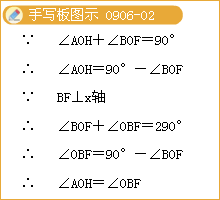 手写板图示 0906-02
∵ ∠AOH＋∠BOF＝90°
∴ ∠AOH＝90°－∠BOF
∵ BF⊥x轴
∴ ∠BOF＋∠OBF＝290°
∴ ∠OBF＝90°－∠BOF
∴ ∠AOH＝∠OBF